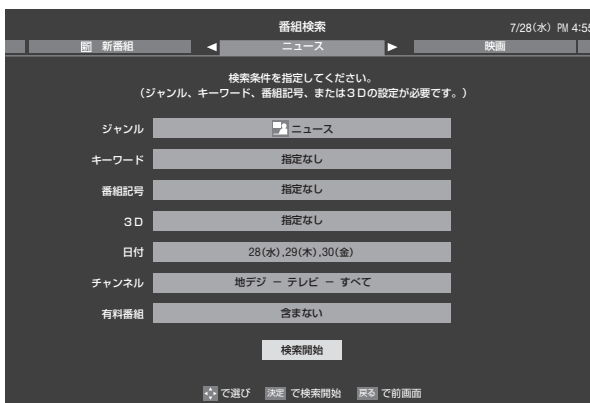 番組検索 7/28(水) PM 4:55
新 新番組 ◀ ニュース ▶ 映画
検索条件を指定してください。
(ジャンル、キーワード、番組記号、または3Dの設定が必要です。)
ジャンル ニュース
キーワード 指定なし
番組記号 指定なし
3D 指定なし
日付 28(水),29(木),30(金)
チャンネル 地デジ － テレビ － すべて
有料番組 含まない
検索開始
で選び 決定 で検索開始 戻る で前画面